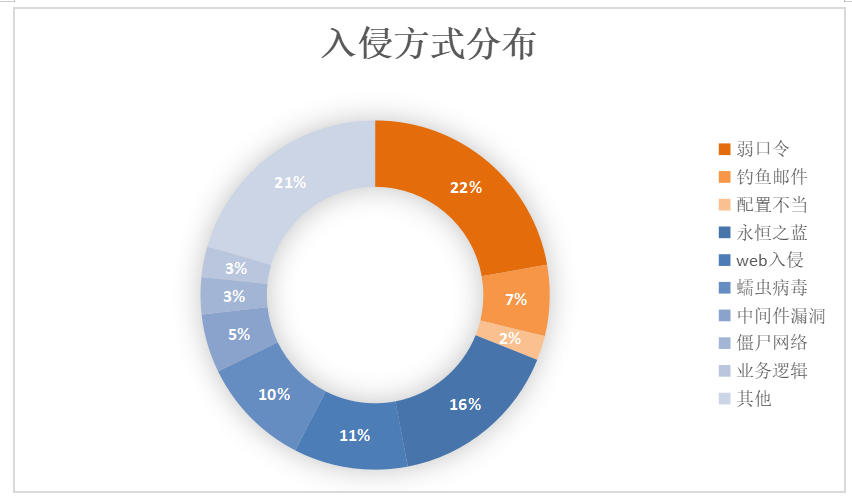 入侵方式分布
22%
7%
2%
16%
11%
10%
5%
3%
3%
21%
弱口令
钓鱼邮件
配置不当
永恒之蓝
web入侵
蠕虫病毒
中间件漏洞
僵尸网络
业务逻辑
其他